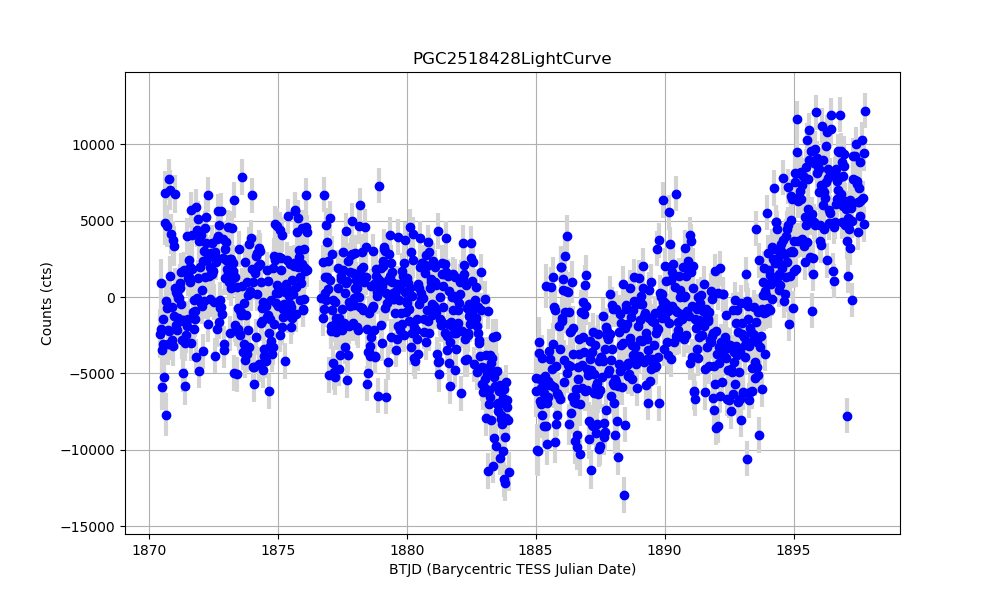 PGC2518428LightCurve
10000
5000
0
−5000
−10000
−15000
Counts (cts)
1870 1875 1880 1885 1890 1895
BTJD (Barycentric TESS Julian Date)